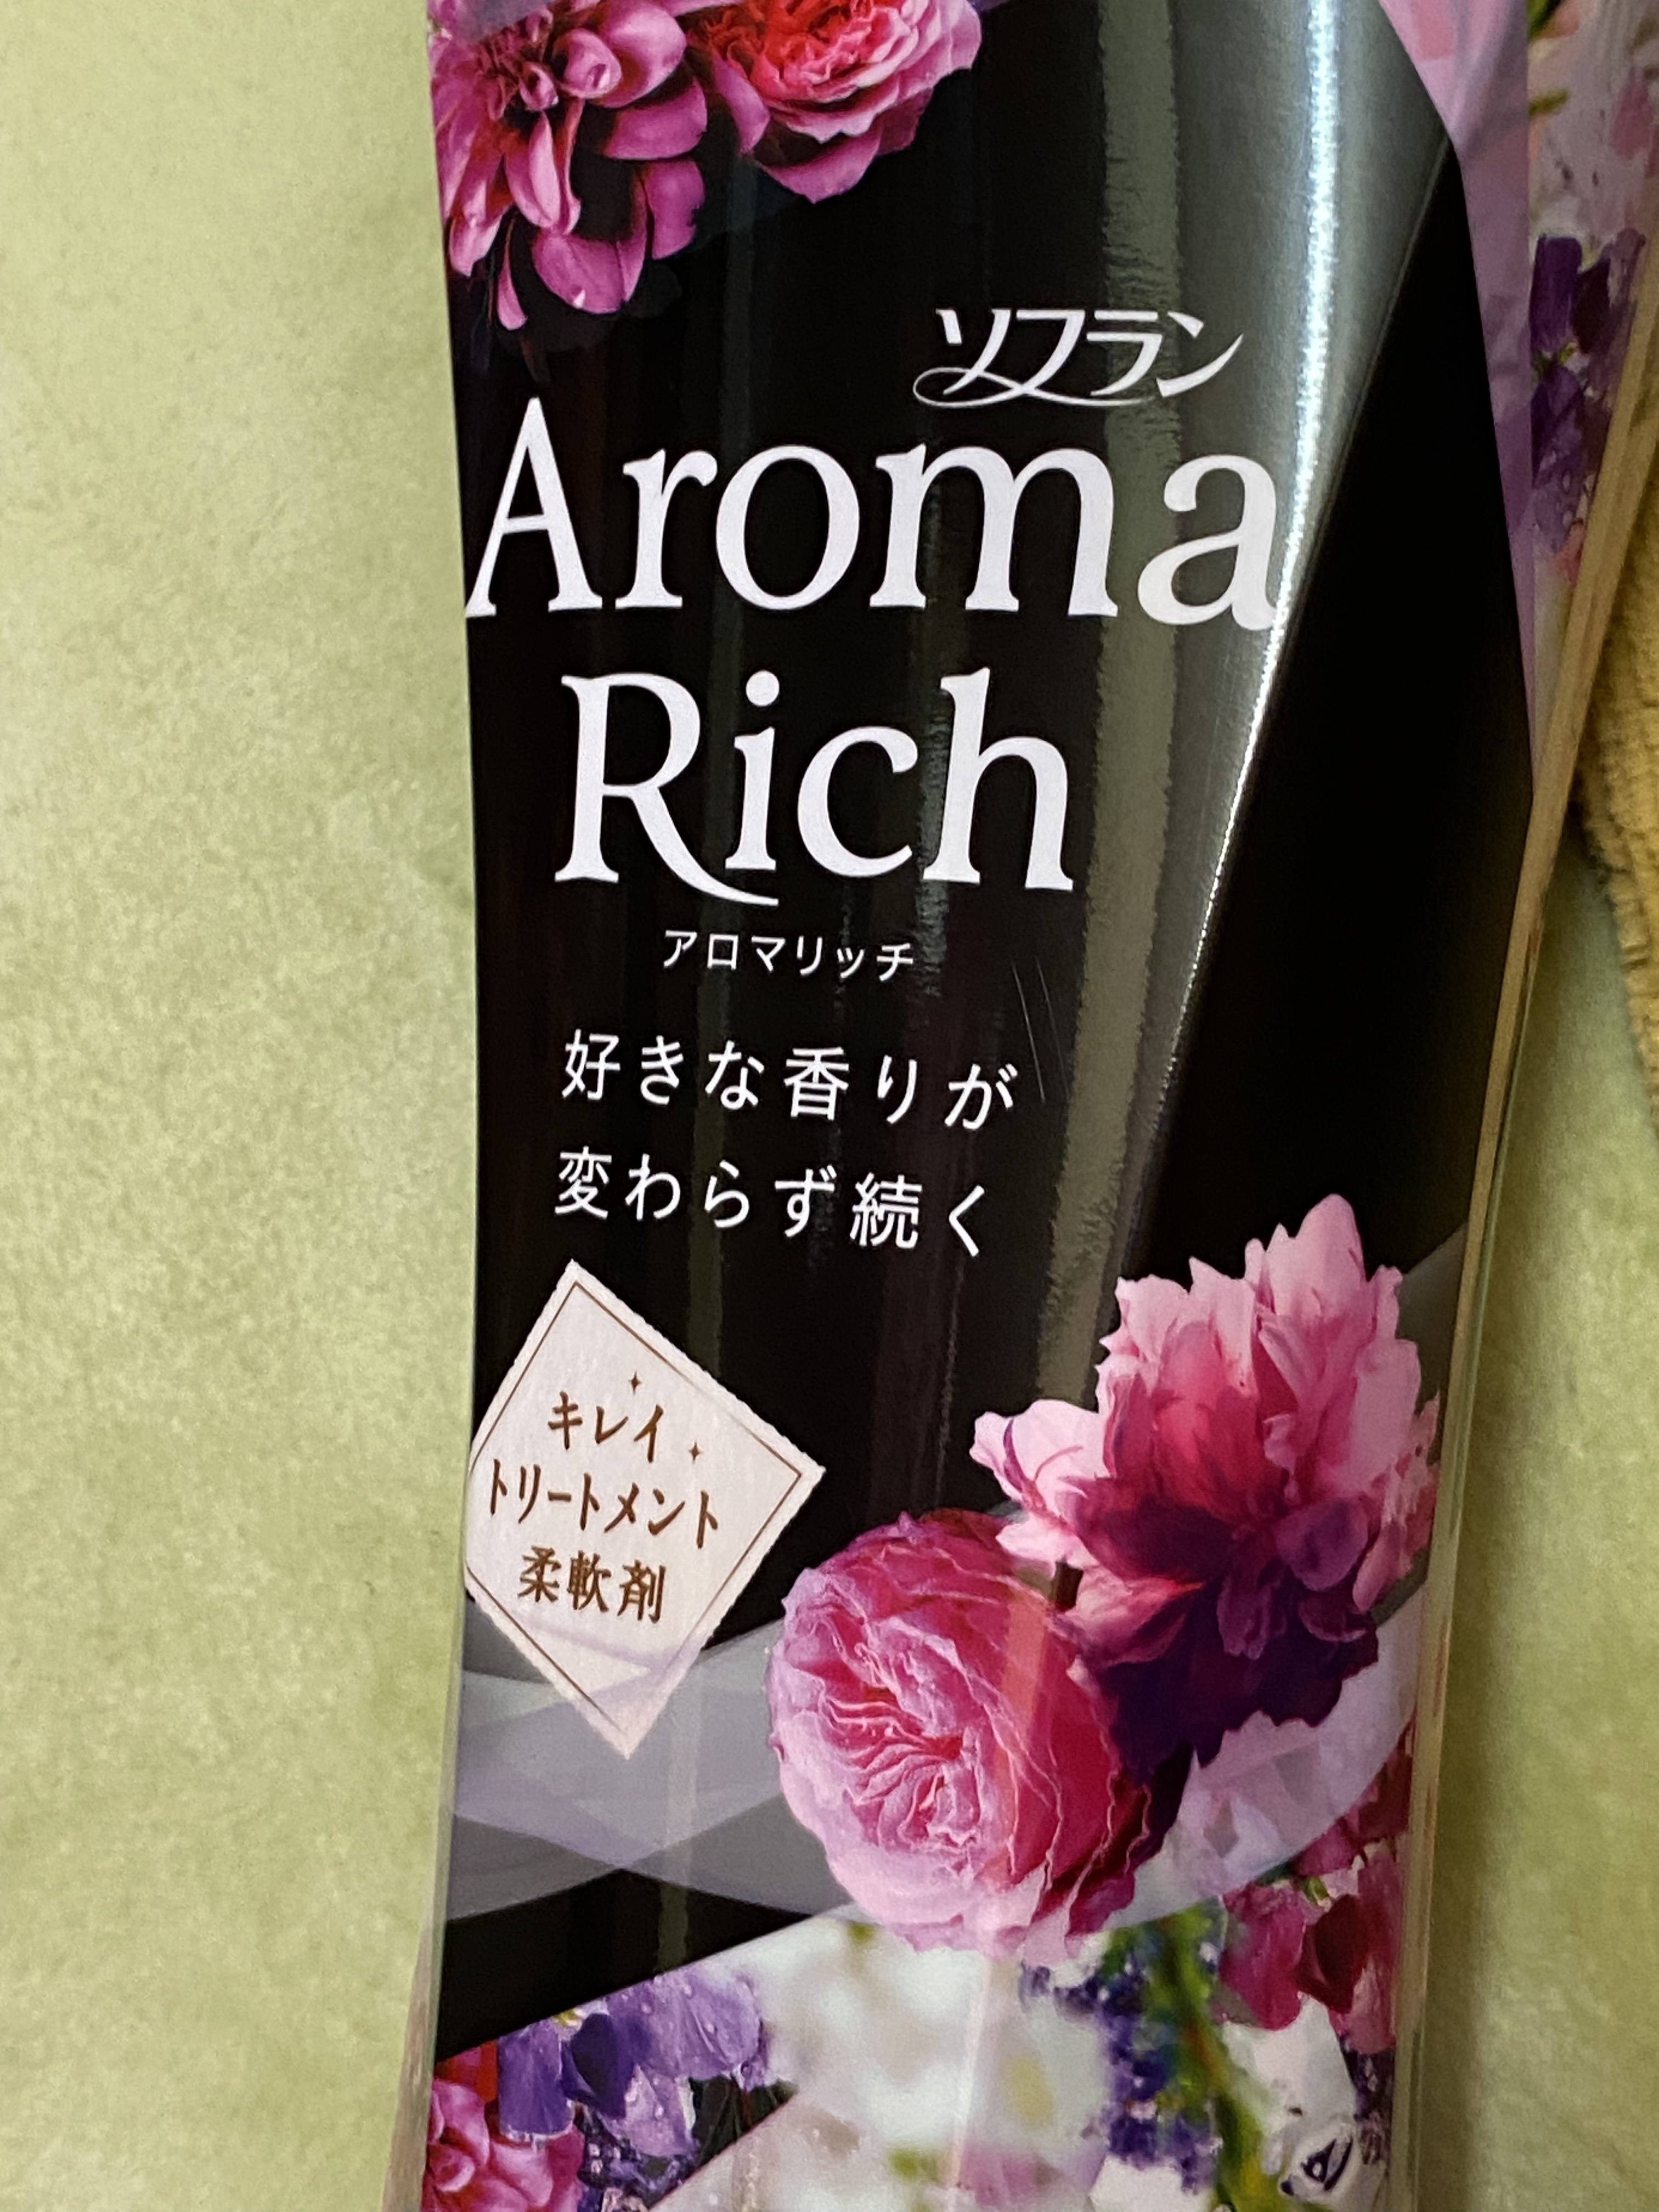 ソフラン
Aroma
Rich
アロマリッチ
好きな香りが
変わらず続く
キレイ
トリートメント
柔軟剤